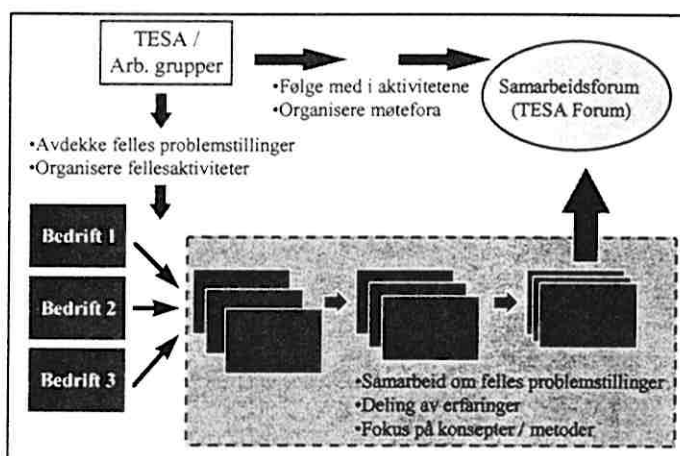 TESA /
Arb. grupper
•Følge med i aktivitetene
•Organisere møtefora
Samarbeidsforum
(TESA Forum)
•Avdekke felles problemstillinger
•Organisere fellesaktiviteter
Bedrift 1
Bedrift 2
Bedrift 3
•Samarbeid om felles problemstillinger
•Deling av erfaringer
•Fokus på konsepter / metoder